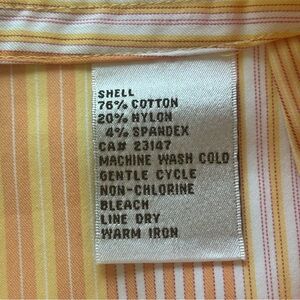 SHELL
76% COTTON
20% NYLON
4% SPANDEX
CA# 23147
MACHINE WASH COLD
GENTLE CYCLE
NON-CHLORINE
BLEACH
LINE DRY
WARM IRON